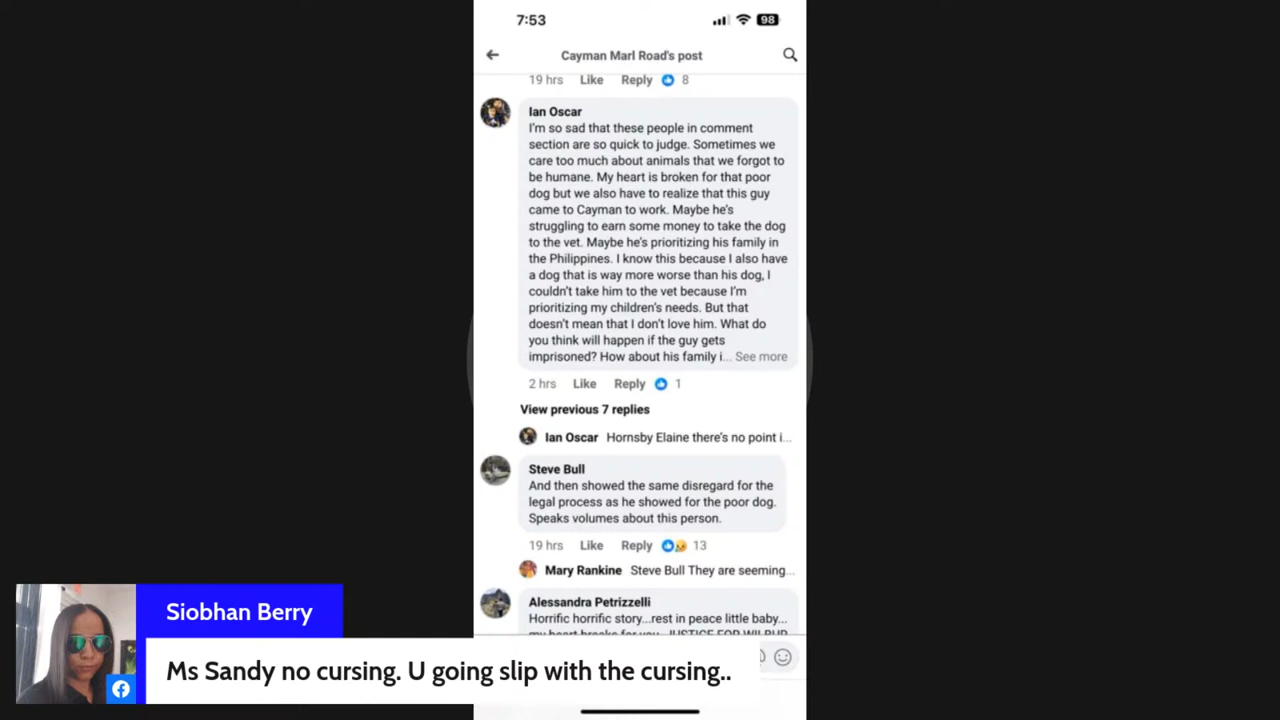 7:53
98
Cayman Marl Road's post
19 hrs Like Reply 8
Ian Oscar
I'm so sad that these people in comment
section are so quick to judge. Sometimes we
care too much about animals that we forgot to
be humane. My heart is broken for that poor
dog but we also have to realize that this guy
came to Cayman to work. Maybe he's
struggling to earn some money to take the dog
to the vet. Maybe he's prioritizing his family in
the Philippines. I know this because I also have
a dog that is way more worse than his dog, I
couldn't take him to the vet because I'm
prioritizing my children's needs. But that
doesn't mean that I don't love him. What do
you think will happen if the guy gets
imprisoned? How about his family i... See more
2 hrs Like Reply 1
View previous 7 replies
Ian Oscar Hornsby Elaine there's no point i...
Steve Bull
And then showed the same disregard for the
legal process as he showed for the poor dog.
Speaks volumes about this person.
19 hrs Like Reply 13
Mary Rankine Steve Bull They are seeming...
Alessandra Petrizzelli
Horrific horrific story...rest in peace little baby...
my heart breaks for you. JUSTICE FOR WILBUR
Siobhan Berry
Ms Sandy no cursing. U going slip with the cursing..